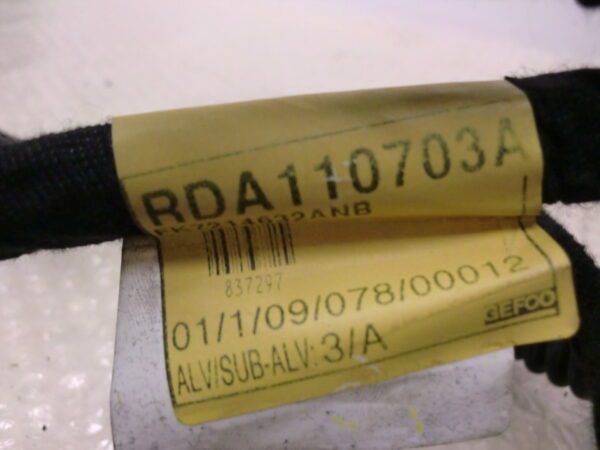 RDA110703A
837297
01/1/09/078/00012
GEFCO
ALV/SUB-ALV: 3/A